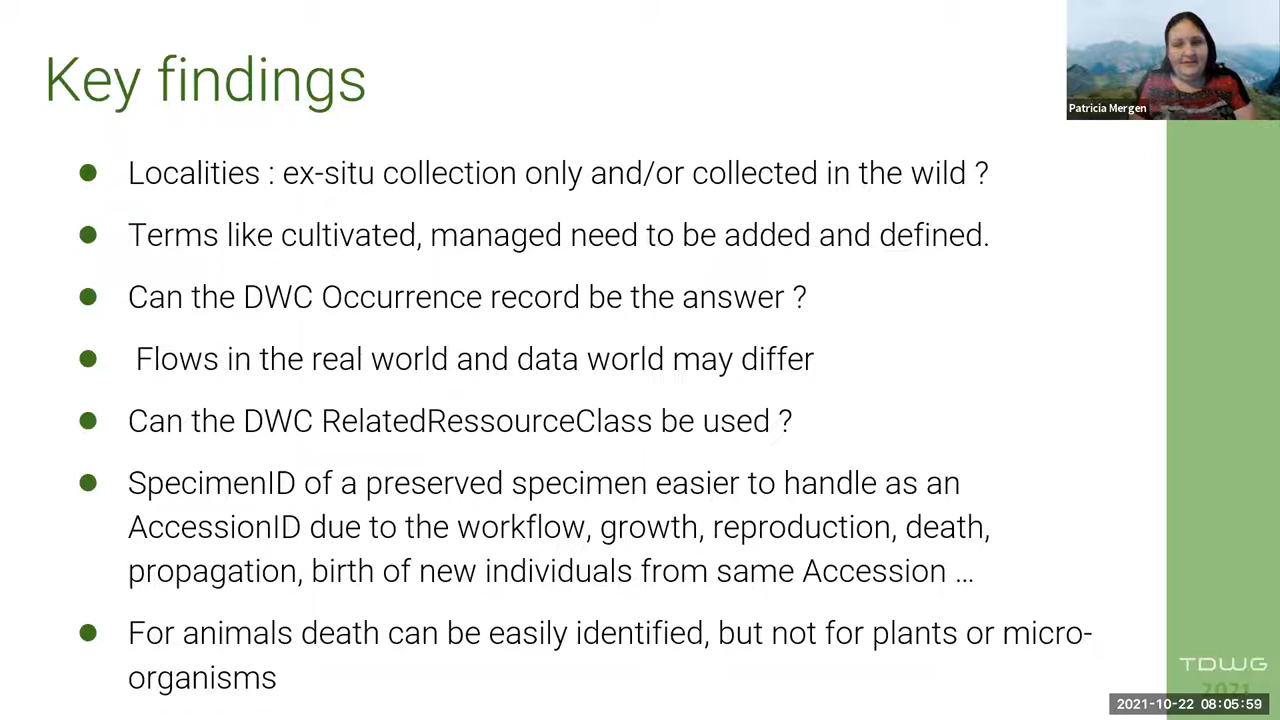 Key findings
Patricia Mergen
Localities : ex-situ collection only and/or collected in the wild ?
Terms like cultivated, managed need to be added and defined.
Can the DWC Occurrence record be the answer ?
Flows in the real world and data world may differ
Can the DWC RelatedRessourceClass be used ?
SpecimenID of a preserved specimen easier to handle as an
AccessionID due to the workflow, growth, reproduction, death,
propagation, birth of new individuals from same Accession ...
For animals death can be easily identified, but not for plants or micro-
organisms
TDWG
2021
2021-10-22 08:05:59